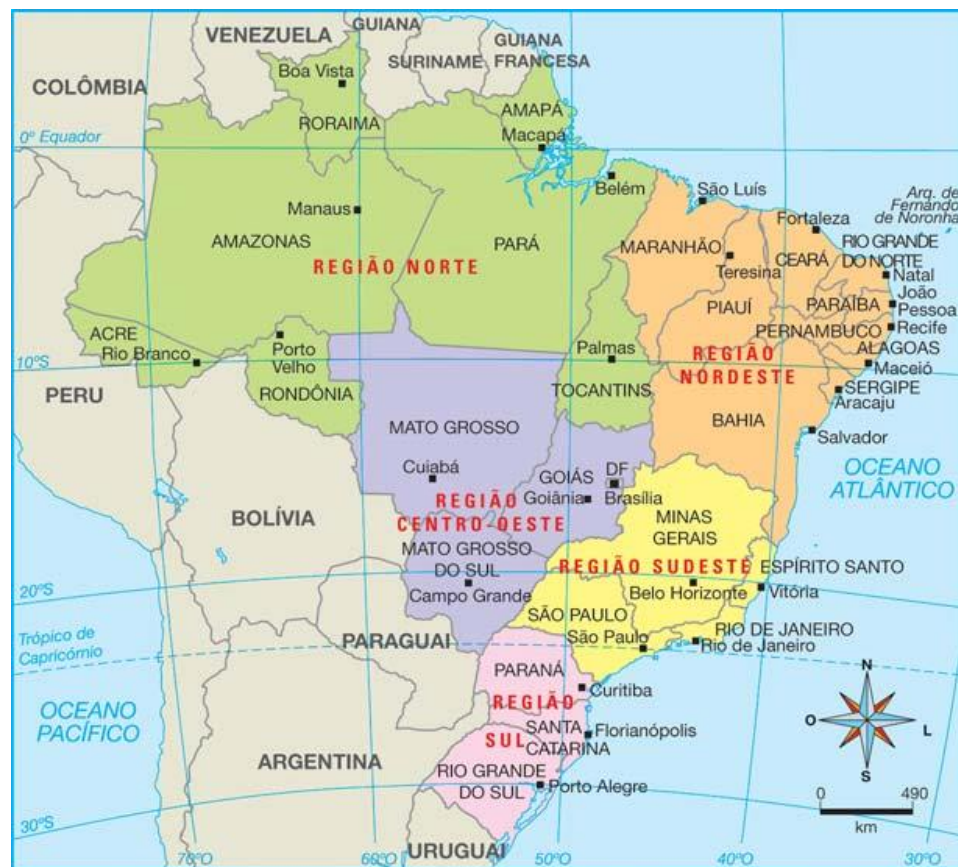 VENEZUELA
GUIANA
SURINAME
GUIANA
FRANCESA
COLÔMBIA
Boa Vista
RORAIMA
AMAPÁ
Macapá
0º Equador
Belém
São Luís
Arq. de
Fernando
de Noronha
Manaus
AMAZONAS
PARÁ
REGIÃO NORTE
MARANHÃO
Teresina
Fortaleza
CEARÁ
RIO GRANDE
DO NORTE
Natal
PIAUÍ
PARAÍBA
João
Pessoa
PERNAMBUCO
Recife
ALAGOAS
Maceió
ACRE
Rio Branco
Porto
Velho
RONDÔNIA
Palmas
TOCANTINS
REGIÃO
NORDESTE
SERGIPE
Aracaju
BAHIA
Salvador
10ºS
PERU
MATO GROSSO
Cuiabá
GOIÁS
Goiânia
DF
Brasília
REGIÃO
CENTRO-OESTE
OCEANO
ATLÂNTICO
BOLÍVIA
MINAS
GERAIS
MATO GROSSO
DO SUL
Campo Grande
REGIÃO SUDESTE
ESPÍRITO SANTO
Belo Horizonte
Vitória
20ºS
SÃO PAULO
São Paulo
RIO DE JANEIRO
Rio de Janeiro
PARAGUAI
Trópico de
Capricórnio
PARANÁ
Curitiba
REGIÃO
SUL
SANTA
CATARINA
Florianópolis
OCEANO
PACÍFICO
ARGENTINA
RIO GRANDE
DO SUL
Porto Alegre
N
O
L
S
0
490
km
30ºS
URUGUAI
70ºO
60ºO
50ºO
40ºO